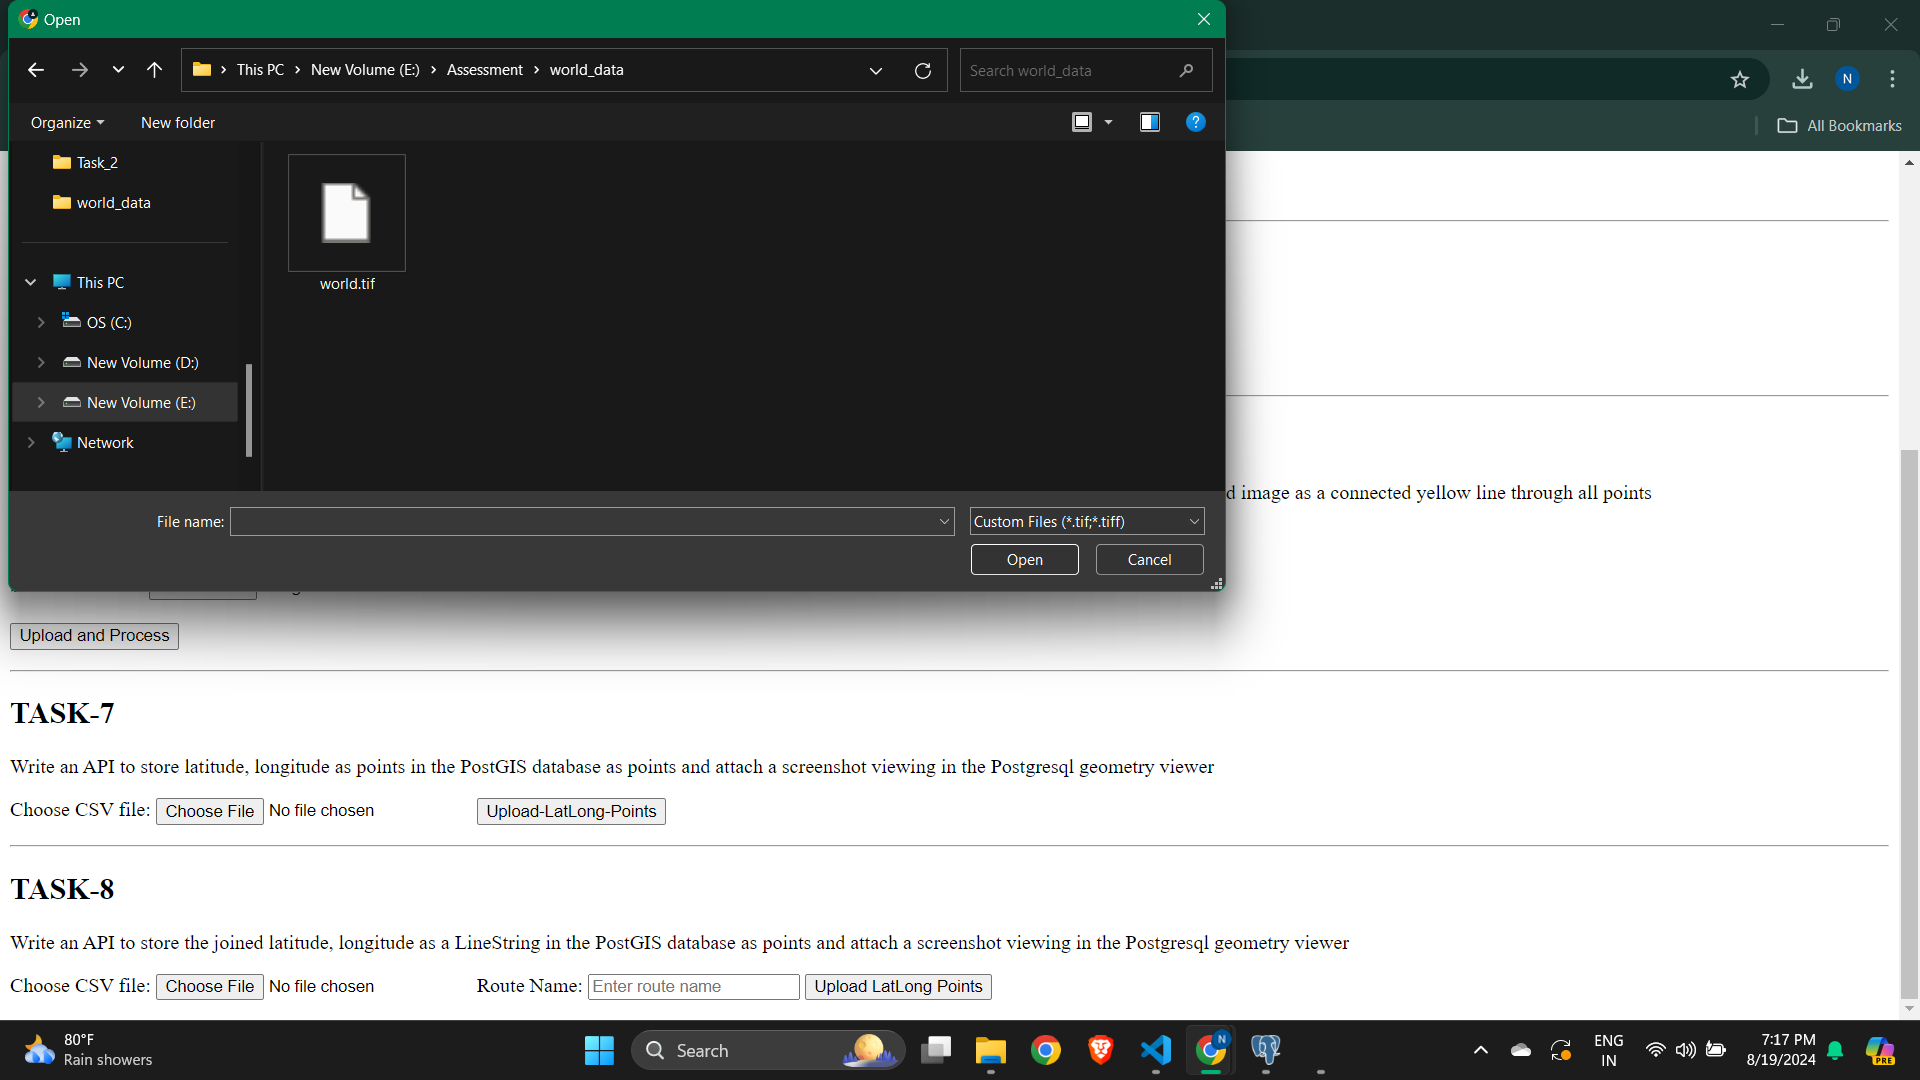 Open
This PC > New Volume (E:) > Assessment > world_data
Search world_data
N
All Bookmarks
Organize
New folder
?
Task_2
world_data
This PC
OS (C:)
New Volume (D:)
New Volume (E:)
Network
world.tif
File name:
Custom Files (*.tif;*.tiff)
Open
Cancel
d image as a connected yellow line through all points
Upload and Process
TASK-7
Write an API to store latitude, longitude as points in the PostGIS database as points and attach a screenshot viewing in the Postgresql geometry viewer
Choose CSV file: Choose File No file chosen Upload-LatLong-Points
TASK-8
Write an API to store the joined latitude, longitude as a LineString in the PostGIS database as points and attach a screenshot viewing in the Postgresql geometry viewer
Choose CSV file: Choose File No file chosen Route Name: Enter route name Upload LatLong Points
80°F
Rain showers
Search
N
ENG
IN
7:17 PM
8/19/2024
PRE